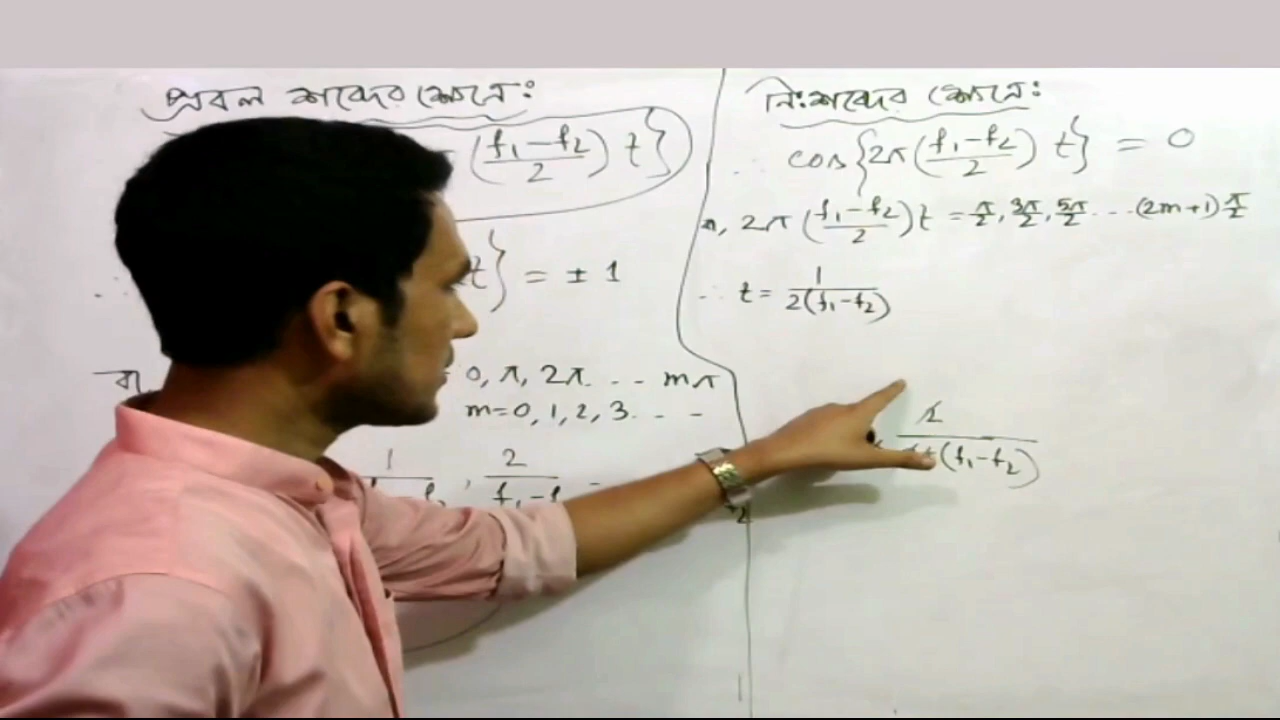 প্রবল শব্দের ক্ষেত্রে:
(f₁-f₂/2) t}
t} = ± 1
বা, 0, π, 2π. .. mπ
m=0, 1, 2, 3. .. -
1/f₁-f₂, 2/f₁-f₂ -
নিঃশব্দের ক্ষেত্রে:
cos{2π(f₁-f₂/2) t} = 0
বা, 2π (f₁-f₂/2)t = π/2, 3π/2, 5π/2 . ... (2m+1) π/2
∴ t = 1/2(f₁-f₂)
(f₁-f₂)